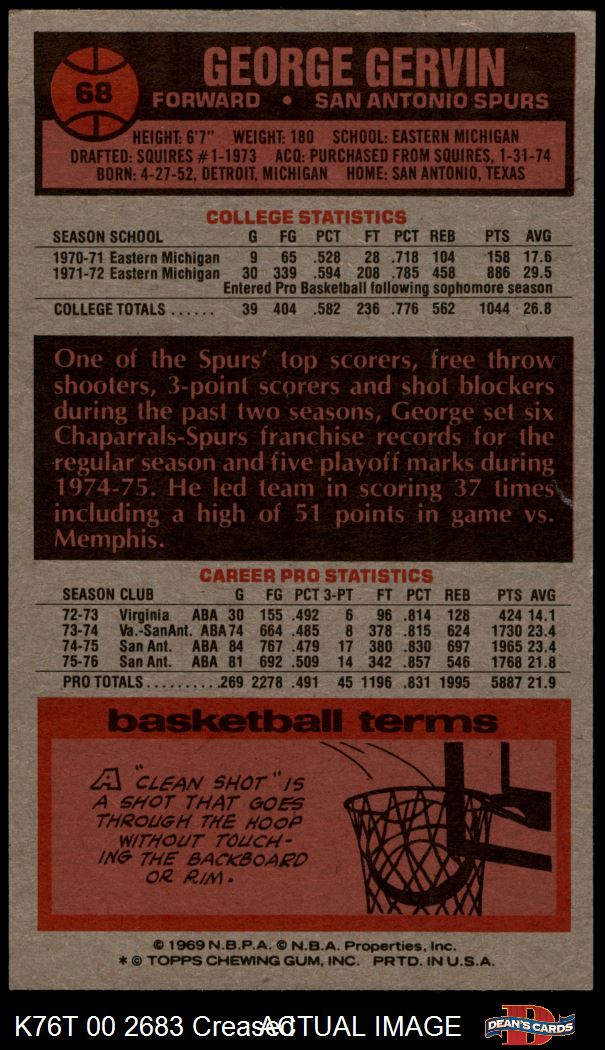 68
GEORGE GERVIN
FORWARD • SAN ANTONIO SPURS
HEIGHT: 6'7" WEIGHT: 180 SCHOOL: EASTERN MICHIGAN
DRAFTED: SQUIRES #1-1973 ACQ: PURCHASED FROM SQUIRES, 1-31-74
BORN: 4-27-52, DETROIT, MICHIGAN HOME: SAN ANTONIO, TEXAS
COLLEGE STATISTICS
SEASON SCHOOL G FG PCT FT PCT REB PTS AVG
1970-71 Eastern Michigan 9 65 .528 28 .718 104 158 17.6
1971-72 Eastern Michigan 30 339 .594 208 .785 458 886 29.5
Entered Pro Basketball following sophomore season
COLLEGE TOTALS ...... 39 404 .582 236 .776 562 1044 26.8
One of the Spurs' top scorers, free throw
shooters, 3-point scorers and shot blockers
during the past two seasons, George set six
Chaparrals-Spurs franchise records for the
regular season and five playoff marks during
1974-75. He led team in scoring 37 times
including a high of 51 points in game vs.
Memphis.
CAREER PRO STATISTICS
SEASON CLUB G FG PCT 3-PT FT PCT REB PTS AVG
72-73 Virginia ABA 30 155 .492 6 96 .814 128 424 14.1
73-74 Va.-SanAnt. ABA 74 664 .485 8 378 .815 624 1730 23.4
74-75 San Ant. ABA 84 767 .479 17 380 .830 697 1965 23.4
75-76 San Ant. ABA 81 692 .509 14 342 .857 546 1768 21.8
PRO TOTALS..........269 2278 .491 45 1196 .831 1995 5887 21.9
basketball terms
A "CLEAN SHOT" IS
A SHOT THAT GOES
THROUGH THE HOOP
WITHOUT TOUCH-
ING THE BACKBOARD
OR RIM.
© 1969 N.B.P.A. © N.B.A. Properties, Inc.
* © TOPPS CHEWING GUM, INC. PRTD. IN U.S.A.
K76T 00 2683 Creased
ACTUAL IMAGE
D
DEAN'S CARDS